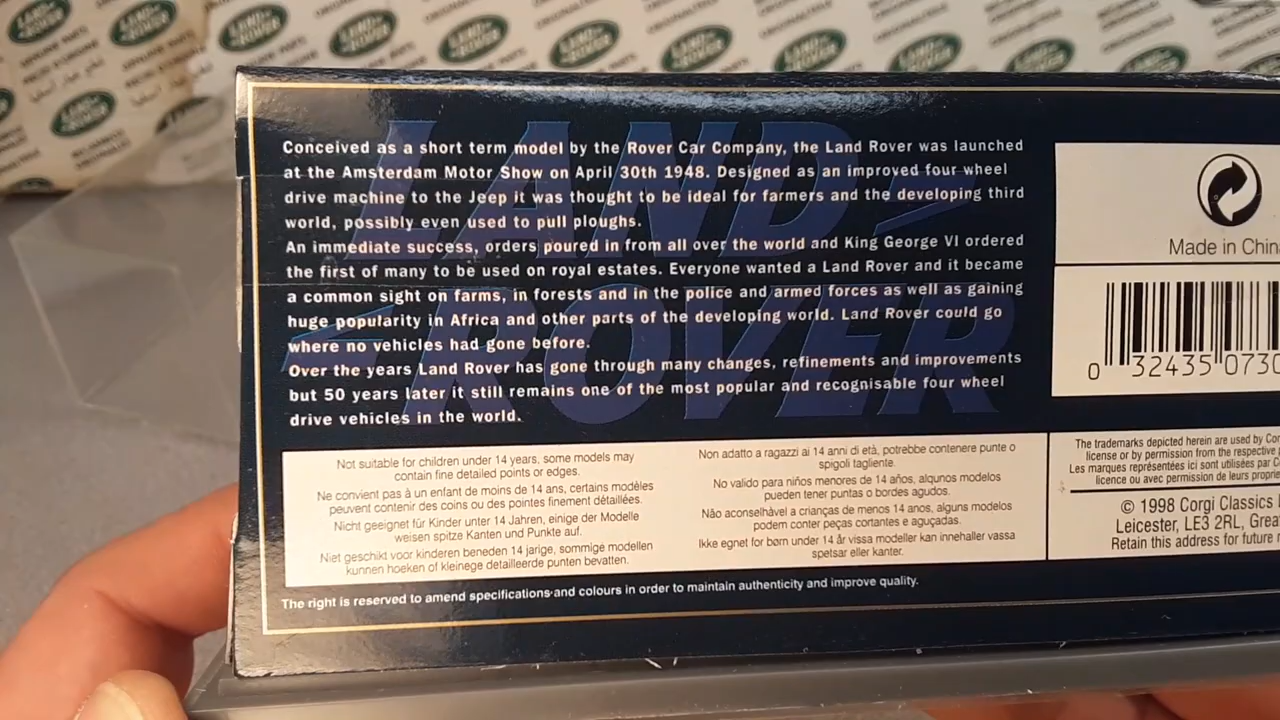 LAND ROVER
Conceived as a short term model by the Rover Car Company, the Land Rover was launched
at the Amsterdam Motor Show on April 30th 1948. Designed as an improved four wheel
drive machine to the Jeep it was thought to be ideal for farmers and the developing third
world, possibly even used to pull ploughs.
An immediate success, orders poured in from all over the world and King George VI ordered
the first of many to be used on royal estates. Everyone wanted a Land Rover and it became
a common sight on farms, in forests and in the police and armed forces as well as gaining
huge popularity in Africa and other parts of the developing world. Land Rover could go
where no vehicles had gone before.
Over the years Land Rover has gone through many changes, refinements and improvements
but 50 years later it still remains one of the most popular and recognisable four wheel
drive vehicles in the world.
Not suitable for children under 14 years, some models may
contain fine detailed points or edges.
Ne convient pas à un enfant de moins de 14 ans, certains modèles
peuvent contenir des coins ou des pointes finement détaillées.
Nicht geeignet für Kinder unter 14 Jahren, einige der Modelle
weisen spitze Kanten und Punkte auf.
Niet geschikt voor kinderen beneden 14 jarige, sommige modellen
kunnen hoeken of kleinege detailleerde punten bevatten.
Non adatto a ragazzi ai 14 anni di età, potrebbe contenere punte o
spigoli tagliente.
No valido para niños menores de 14 años, alqunos modelos
pueden tener puntas o bordes agudos.
Não aconselhável a crianças de menos 14 anos, alguns modelos
podem conter peças cortantes e aguçadas.
Ikke egnet for børn under 14 år vissa modeller kan innehaller vassa
spetsar eller kanter.
The right is reserved to amend specifications and colours in order to maintain authenticity and improve quality.
Made in Chin
0 32435 0730
The trademarks depicted herein are used by Cor
license or by permission from the respective
Les marques représentées ici sont utilisées par C
licence ou avec permission de leurs propri
© 1998 Corgi Classics
Leicester, LE3 2RL, Grea
Retain this address for future